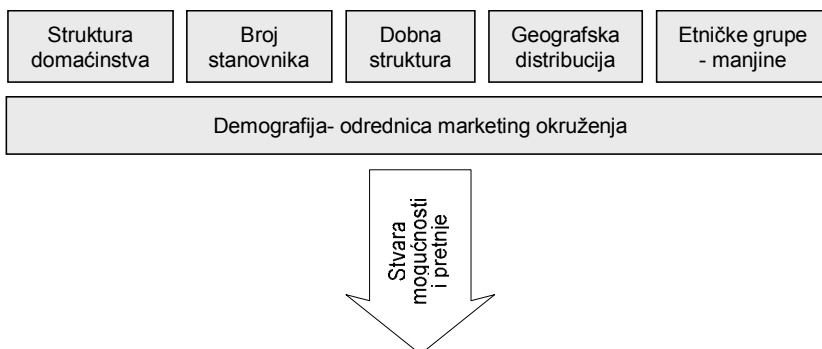 Struktura
domaćinstva
Broj
stanovnika
Dobna
struktura
Geografska
distribucija
Etničke grupe
- manjine
Demografija- odrednica marketing okruženja
Stvara
mogućnosti
i pretnje